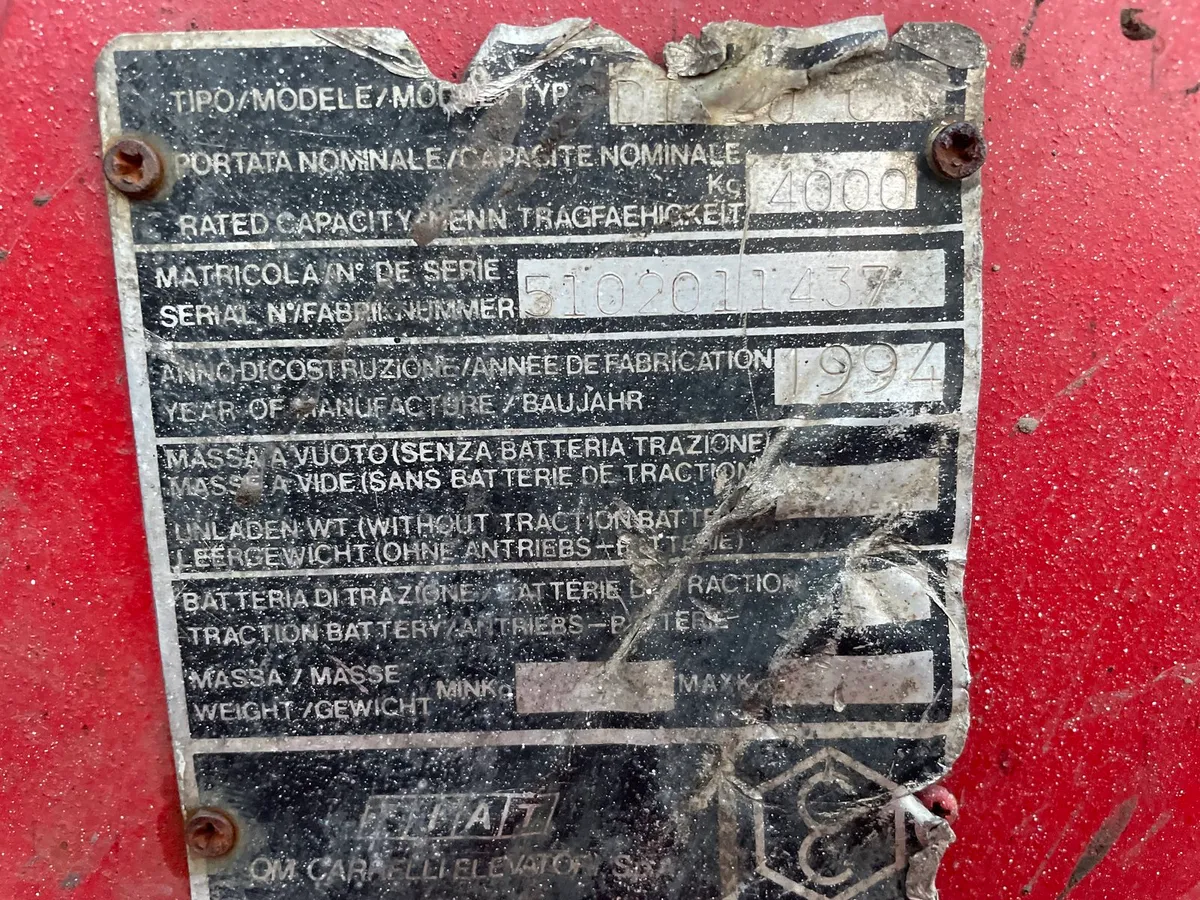 TIPO/MODELE/MODEL/TYP
PORTATA NOMINALE/CAPACITE NOMINALE
Kg 4000
RATED CAPACITY/NENN TRAGFAEHIGKEIT
MATRICOLA/N° DE SERIE
SERIAL N°/FABRIKNUMMER 5102011437
ANNO-DI COSTRUZIONE/ANNEE DE FABRICATION 1994
YEAR OF MANUFACTURE/BAUJAHR
MASSA A VUOTO (SENZA BATTERIA TRAZIONE)
MASSE A VIDE (SANS BATTERIE DE TRACTION)
UNLADEN WT (WITHOUT TRACTION BATTERY)
LEERGEWICHT (OHNE ANTRIEBS-BATTERIE)
BATTERIA DI TRAZIONE/BATTERIE DE TRACTION
TRACTION BATTERY/ANTRIEBS-BATTERIE
MASSA / MASSE MIN Kg MAX Kg
WEIGHT / GEWICHT
FIAT
OM CARRELLI ELEVATORI S.p.A.